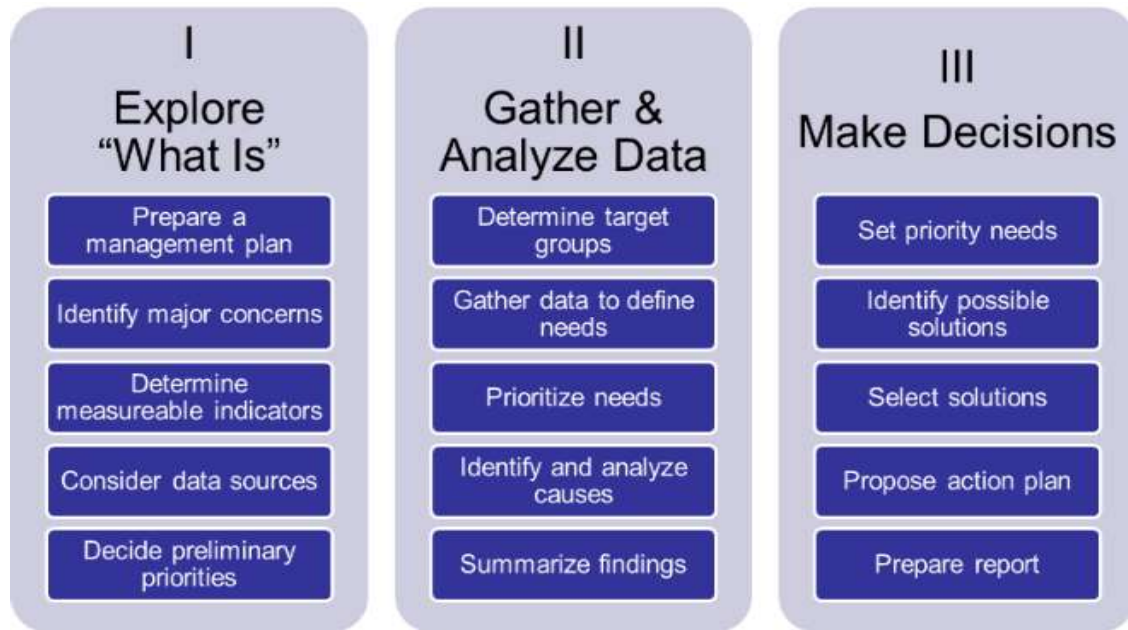 I
Explore
“What Is”
Prepare a
management plan
Identify major concerns
Determine
measureable indicators
Consider data sources
Decide preliminary
priorities
II
Gather &
Analyze Data
Determine target
groups
Gather data to define
needs
Prioritize needs
Identify and analyze
causes
Summarize findings
III
Make Decisions
Set priority needs
Identify possible
solutions
Select solutions
Propose action plan
Prepare report